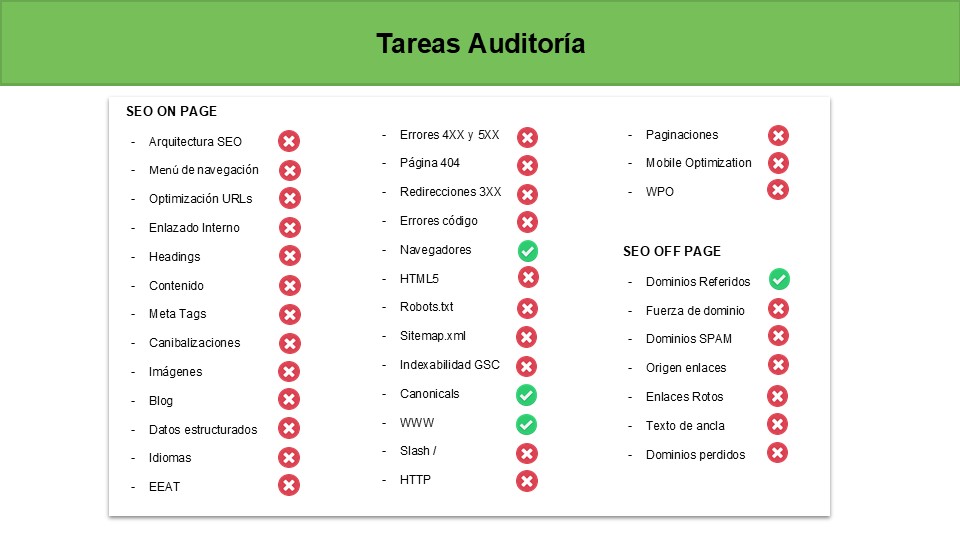 Tareas Auditoría
SEO ON PAGE
- Arquitectura SEO
- Menú de navegación
- Optimización URLs
- Enlazado Interno
- Headings
- Contenido
- Meta Tags
- Canibalizaciones
- Imágenes
- Blog
- Datos estructurados
- Idiomas
- EEAT
- Errores 4XX y 5XX
- Página 404
- Redirecciones 3XX
- Errores código
- Navegadores
- HTML5
- Robots.txt
- Sitemap.xml
- Indexabilidad GSC
- Canonicals
- WWW
- Slash /
- HTTP
- Paginaciones
- Mobile Optimization
- WPO
SEO OFF PAGE
- Dominios Referidos
- Fuerza de dominio
- Dominios SPAM
- Origen enlaces
- Enlaces Rotos
- Texto de ancla
- Dominios perdidos